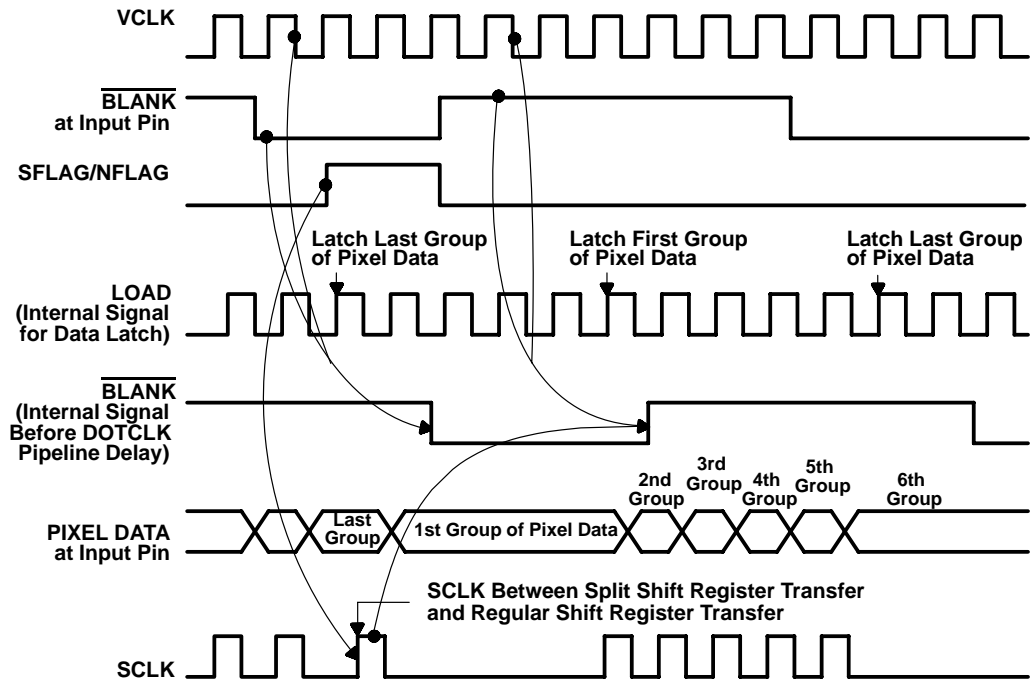 VCLK
BLANK
at Input Pin
SFLAG/NFLAG
Latch Last Group
of Pixel Data
Latch First Group
of Pixel Data
Latch Last Group
of Pixel Data
LOAD
(Internal Signal
for Data Latch)
BLANK
(Internal Signal
Before DOTCLK
Pipeline Delay)
2nd
Group
3rd
Group
4th
Group
5th
Group
6th
Group
PIXEL DATA
at Input Pin
Last
Group
1st Group of Pixel Data
SCLK Between Split Shift Register Transfer
and Regular Shift Register Transfer
SCLK